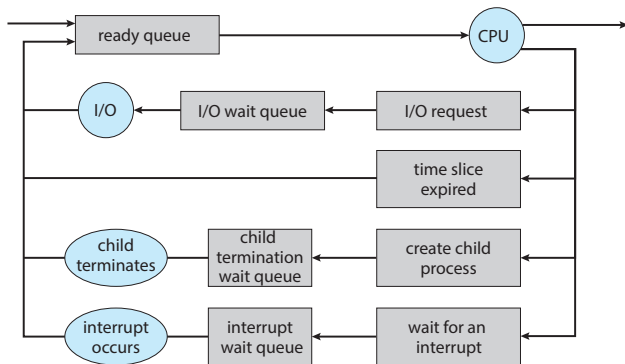 ready queue
CPU
I/O
I/O wait queue
I/O request
time slice
expired
child
terminates
child
termination
wait queue
create child
process
interrupt
occurs
interrupt
wait queue
wait for an
interrupt